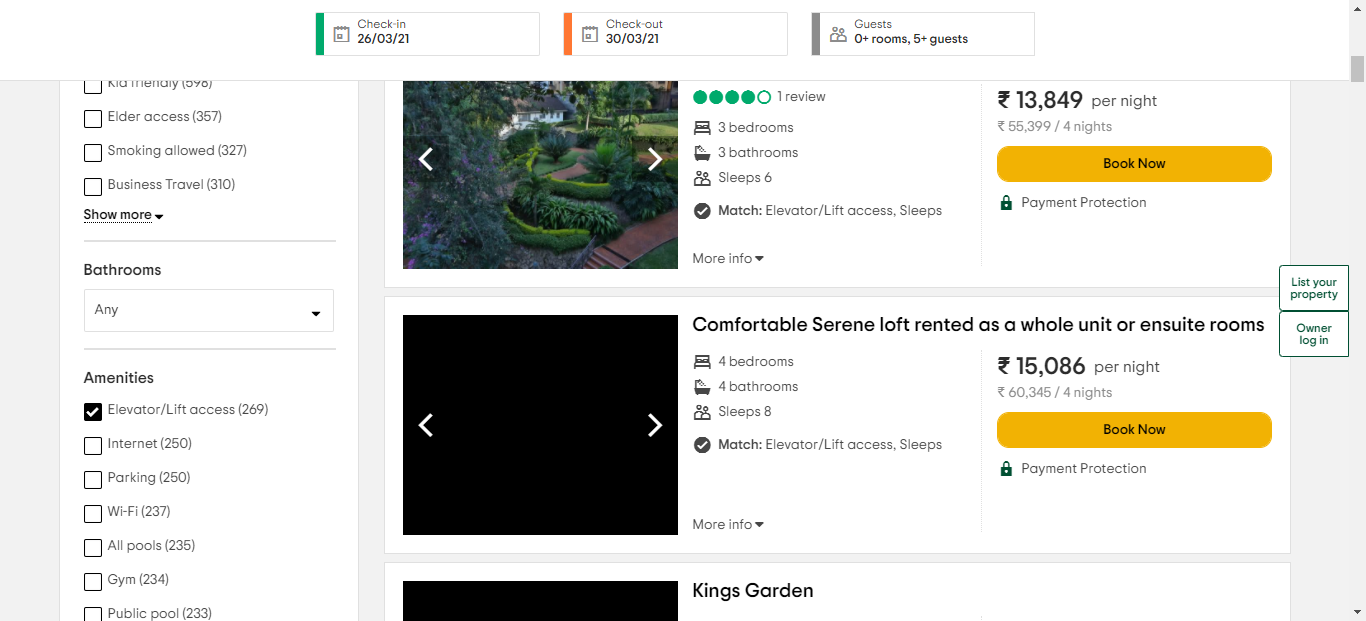 Check-in
26/03/21
Check-out
30/03/21
Guests
0+ rooms, 5+ guests
Kid friendly (598)
Elder access (357)
Smoking allowed (327)
Business Travel (310)
Show more
Bathrooms
Any
Amenities
Elevator/Lift access (269)
Internet (250)
Parking (250)
Wi-Fi (237)
All pools (235)
Gym (234)
Public pool (233)
1 review
3 bedrooms
3 bathrooms
Sleeps 6
Match: Elevator/Lift access, Sleeps
More info
₹ 13,849 per night
₹ 55,399 / 4 nights
Book Now
Payment Protection
Comfortable Serene loft rented as a whole unit or ensuite rooms
4 bedrooms
4 bathrooms
Sleeps 8
Match: Elevator/Lift access, Sleeps
More info
₹ 15,086 per night
₹ 60,345 / 4 nights
Book Now
Payment Protection
Kings Garden
List your
property
Owner
log in